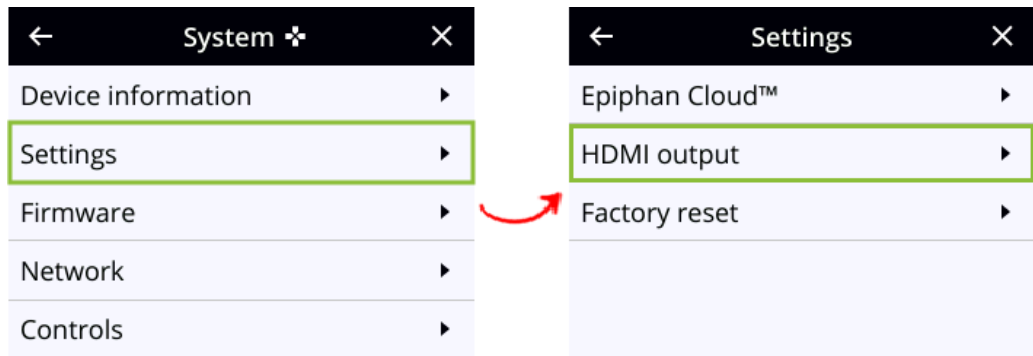 System
Device information
Settings
Firmware
Network
Controls
Settings
Epiphan Cloud™
HDMI output
Factory reset